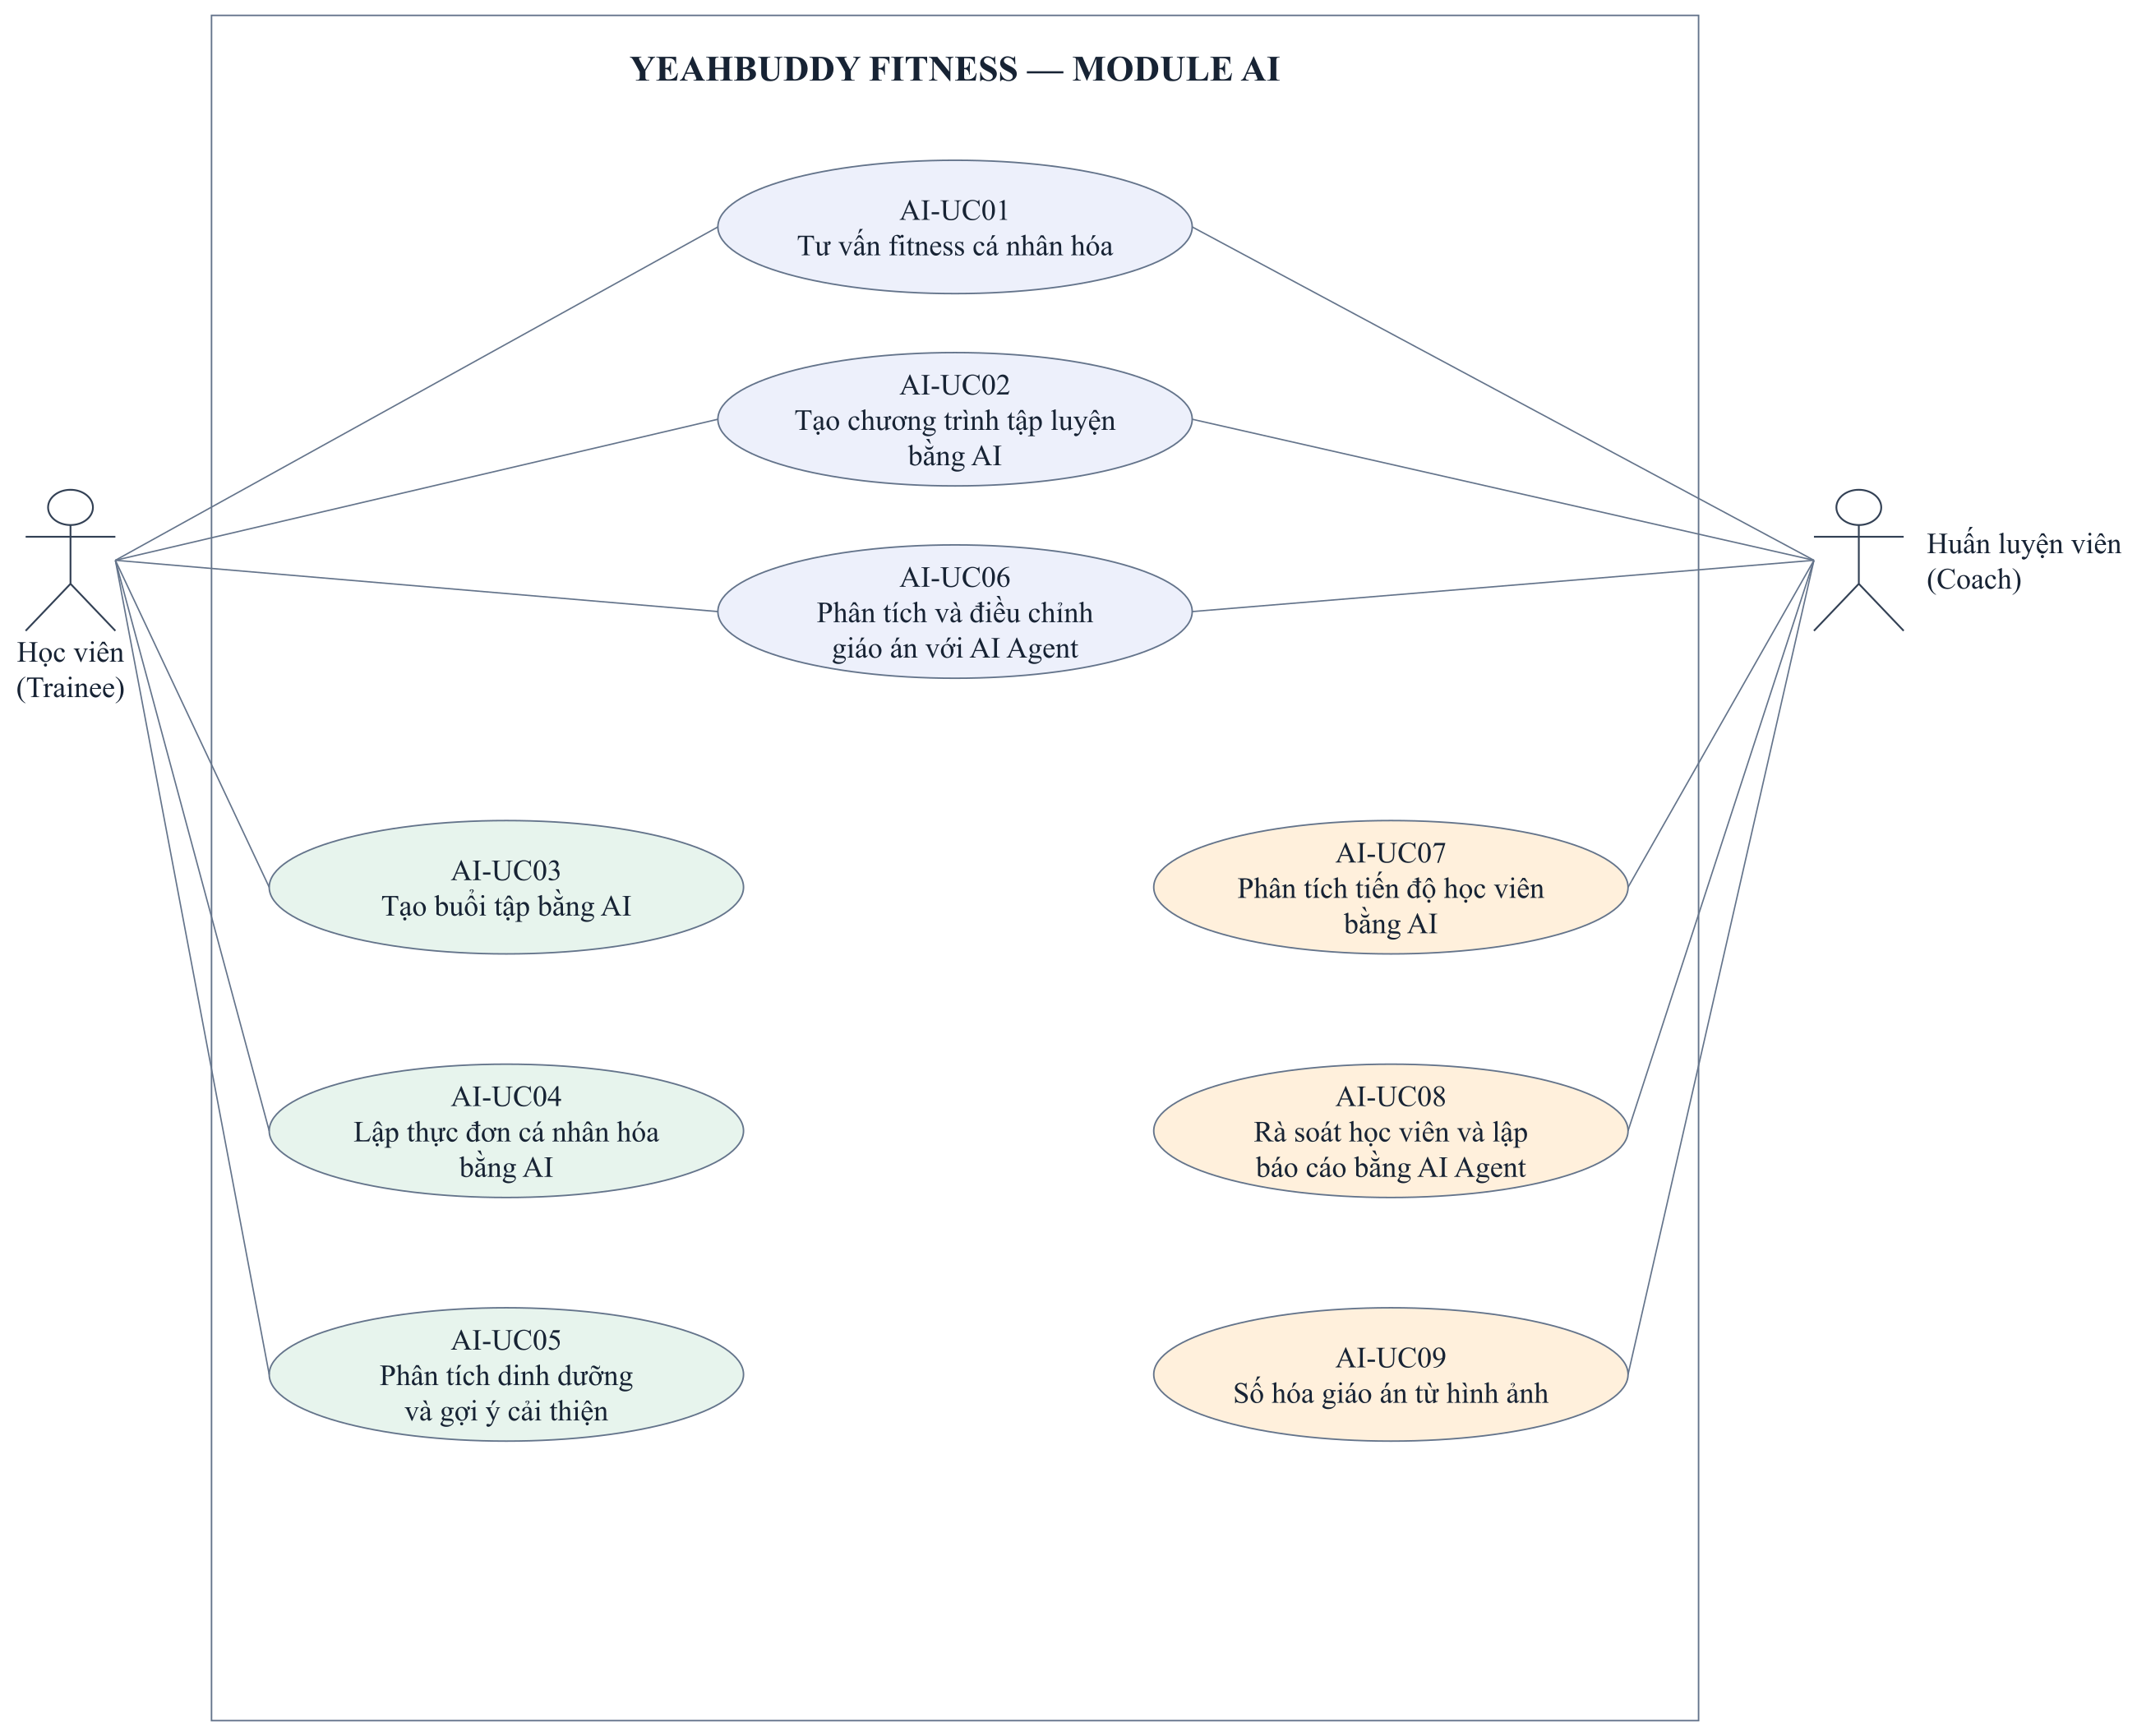 YEAHBUDDY FITNESS — MODULE AI
AI-UC01
Tư vấn fitness cá nhân hóa
AI-UC02
Tạo chương trình tập luyện
bằng AI
AI-UC06
Phân tích và điều chỉnh
giáo án với AI Agent
Học viên
(Trainee)
Huấn luyện viên
(Coach)
AI-UC03
Tạo buổi tập bằng AI
AI-UC07
Phân tích tiến độ học viên
bằng AI
AI-UC04
Lập thực đơn cá nhân hóa
bằng AI
AI-UC08
Rà soát học viên và lập
báo cáo bằng AI Agent
AI-UC05
Phân tích dinh dưỡng
và gợi ý cải thiện
AI-UC09
Số hóa giáo án từ hình ảnh